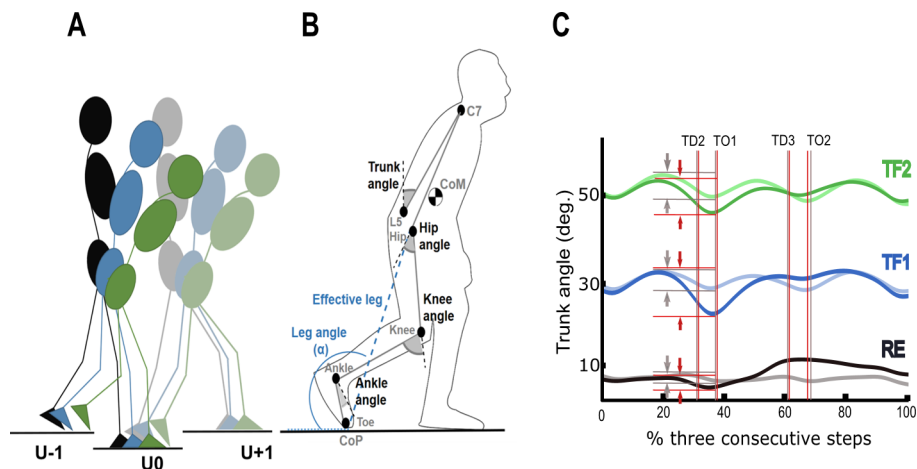 A
B
C
U-1
U0
U+1
C7
Trunk
angle
CoM
L5
Hip
Hip
angle
Effective leg
Knee
angle
Knee
Leg angle
(α)
Ankle
Ankle
angle
Toe
CoP
TD2 TO1 TD3 TO2
TF2
TF1
RE
Trunk angle (deg.)
50
30
10
0 20 40 60 80 100
% three consecutive steps